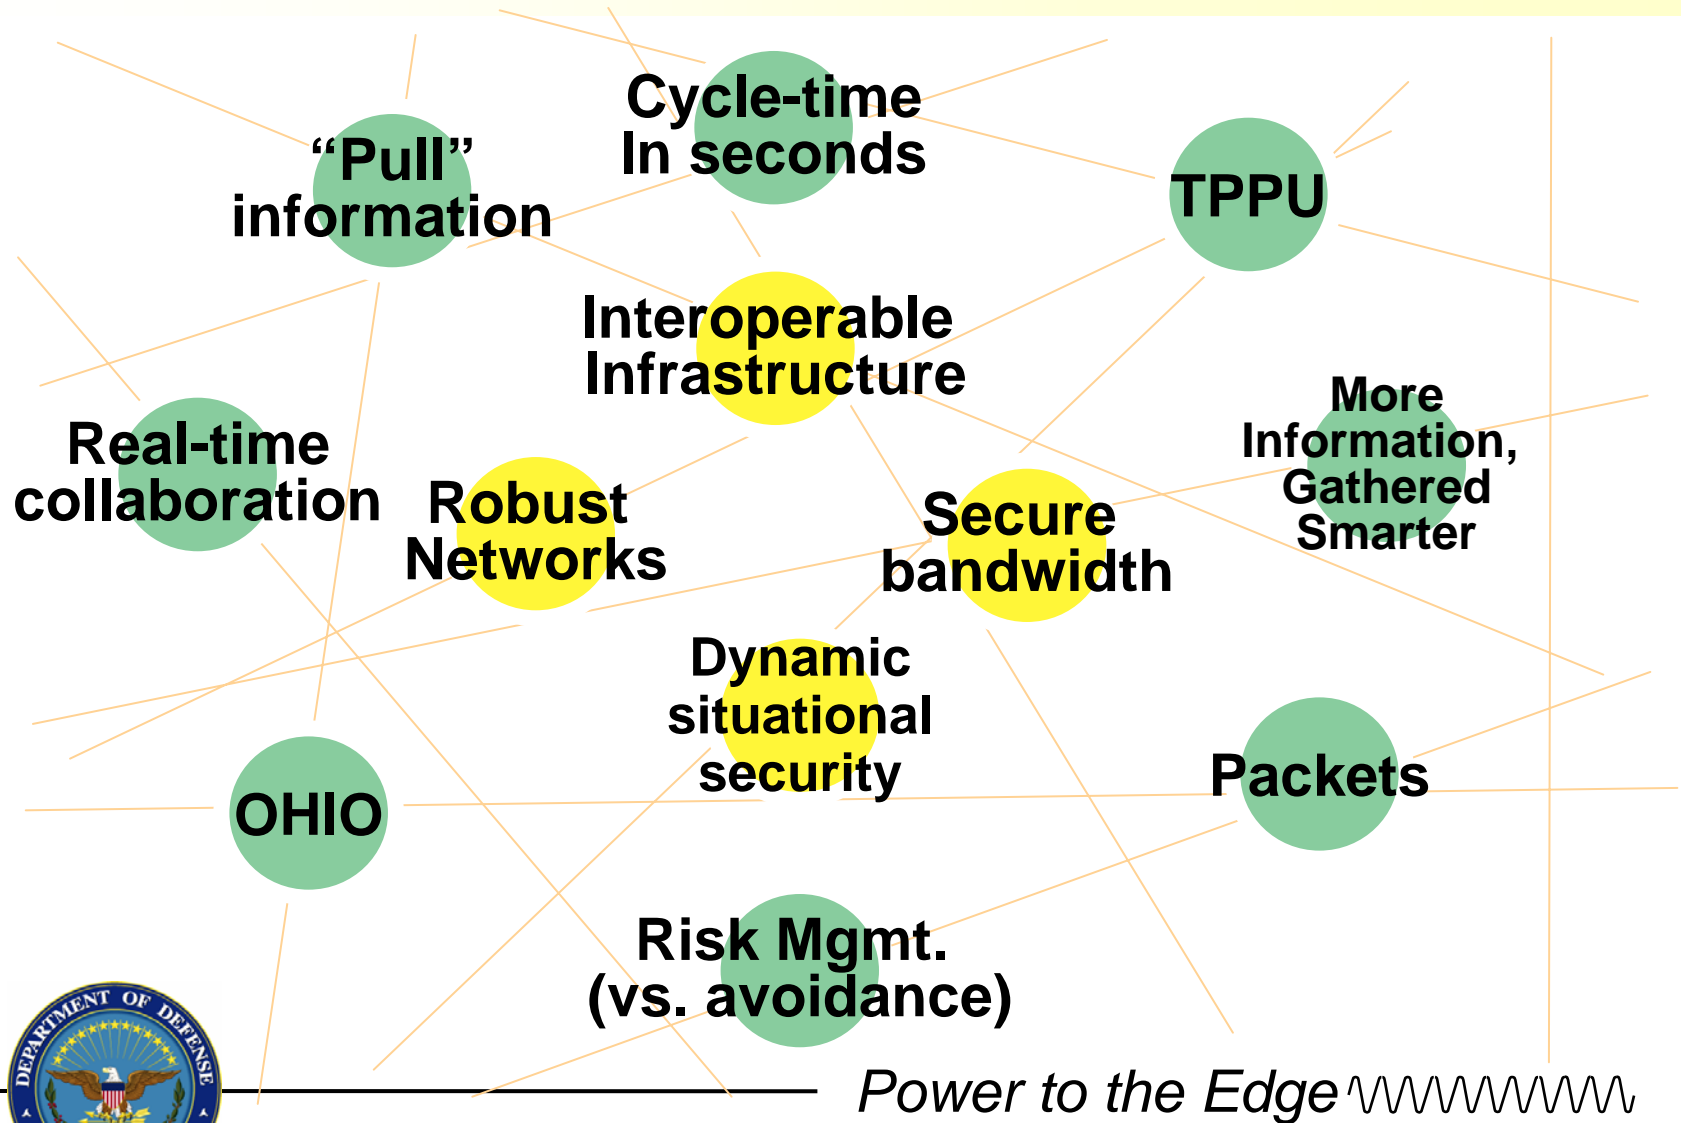 Cycle-time
In seconds
“Pull”
information
TPPU
Interoperable
Infrastructure
More
Information,
Gathered
Smarter
Real-time
collaboration
Robust
Networks
Secure
bandwidth
Dynamic
situational
security
Packets
OHIO
Risk Mgmt.
(vs. avoidance)
DEPARTMENT OF DEFENSE
Power to the Edge